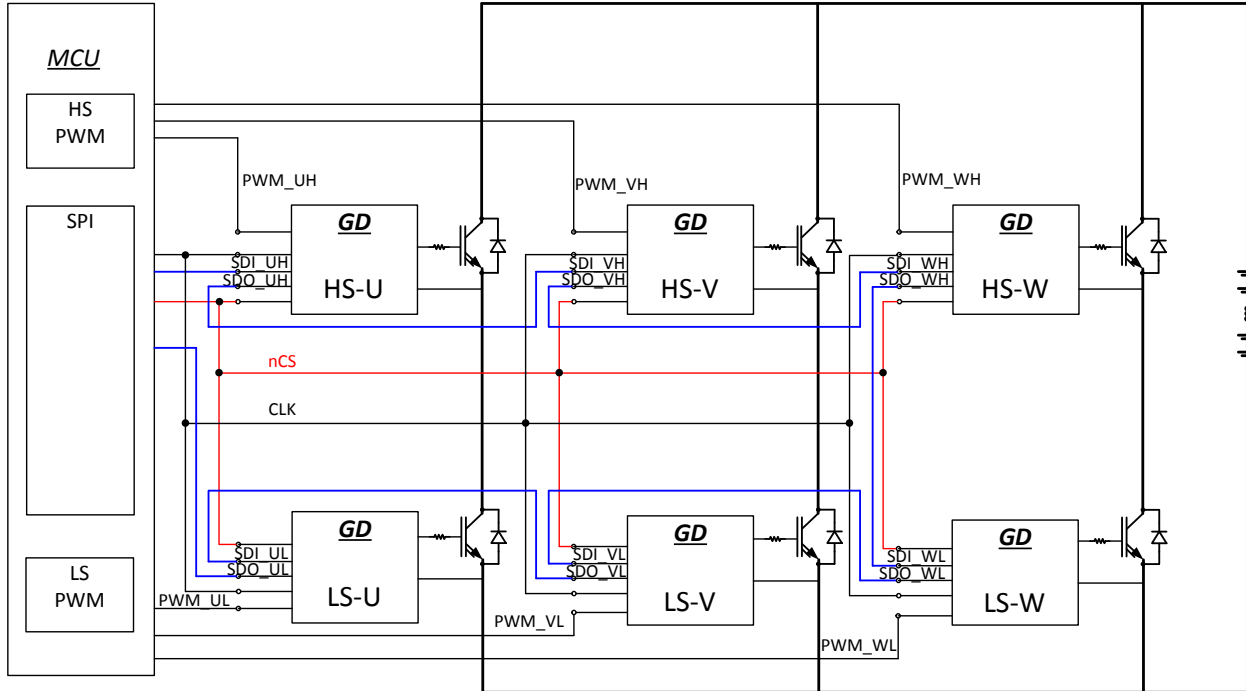 MCU
HS
PWM
SPI
LS
PWM
PWM_UH
PWM_VH
PWM_WH
SDI_UH
SDO_UH
GD
HS-U
SDI_VH
SDO_VH
GD
HS-V
SDI_WH
SDO_WH
GD
HS-W
nCS
CLK
SDI_UL
SDO_UL
GD
LS-U
PWM_UL
SDI_VL
SDO_VL
GD
LS-V
PWM_VL
SDI_WL
SDO_WL
GD
LS-W
PWM_WL